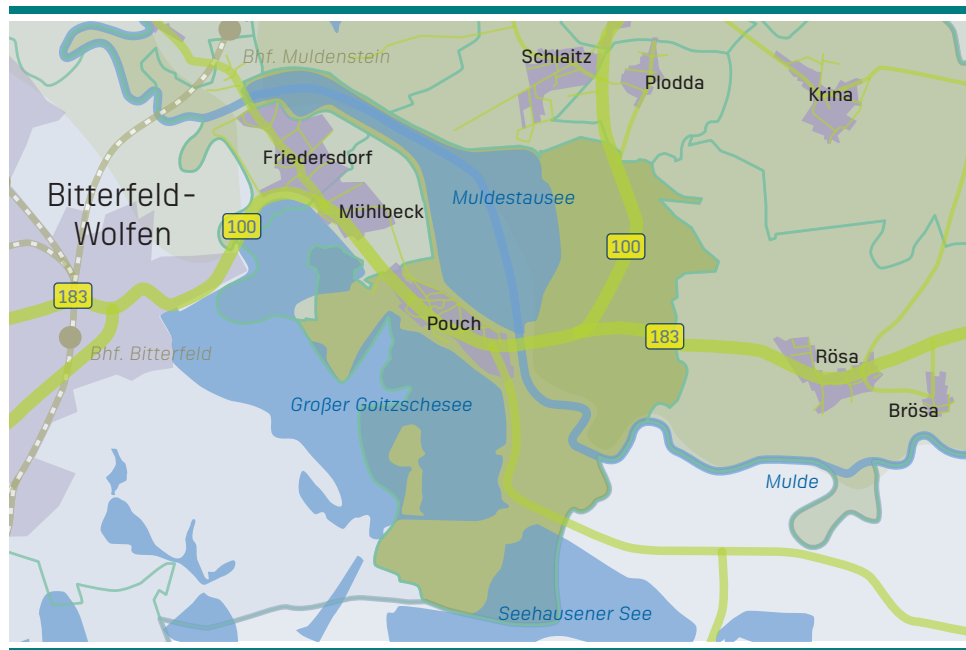 Bhf. Muldenstein
Schlaitz
Plodda
Krina
Friedersdorf
Bitterfeld-
Wolfen
Muldestausee
Mühlbeck
100
100
183
Pouch
183
Bhf. Bitterfeld
Rösa
Großer Goitzschesee
Brösa
Mulde
Seehausener See